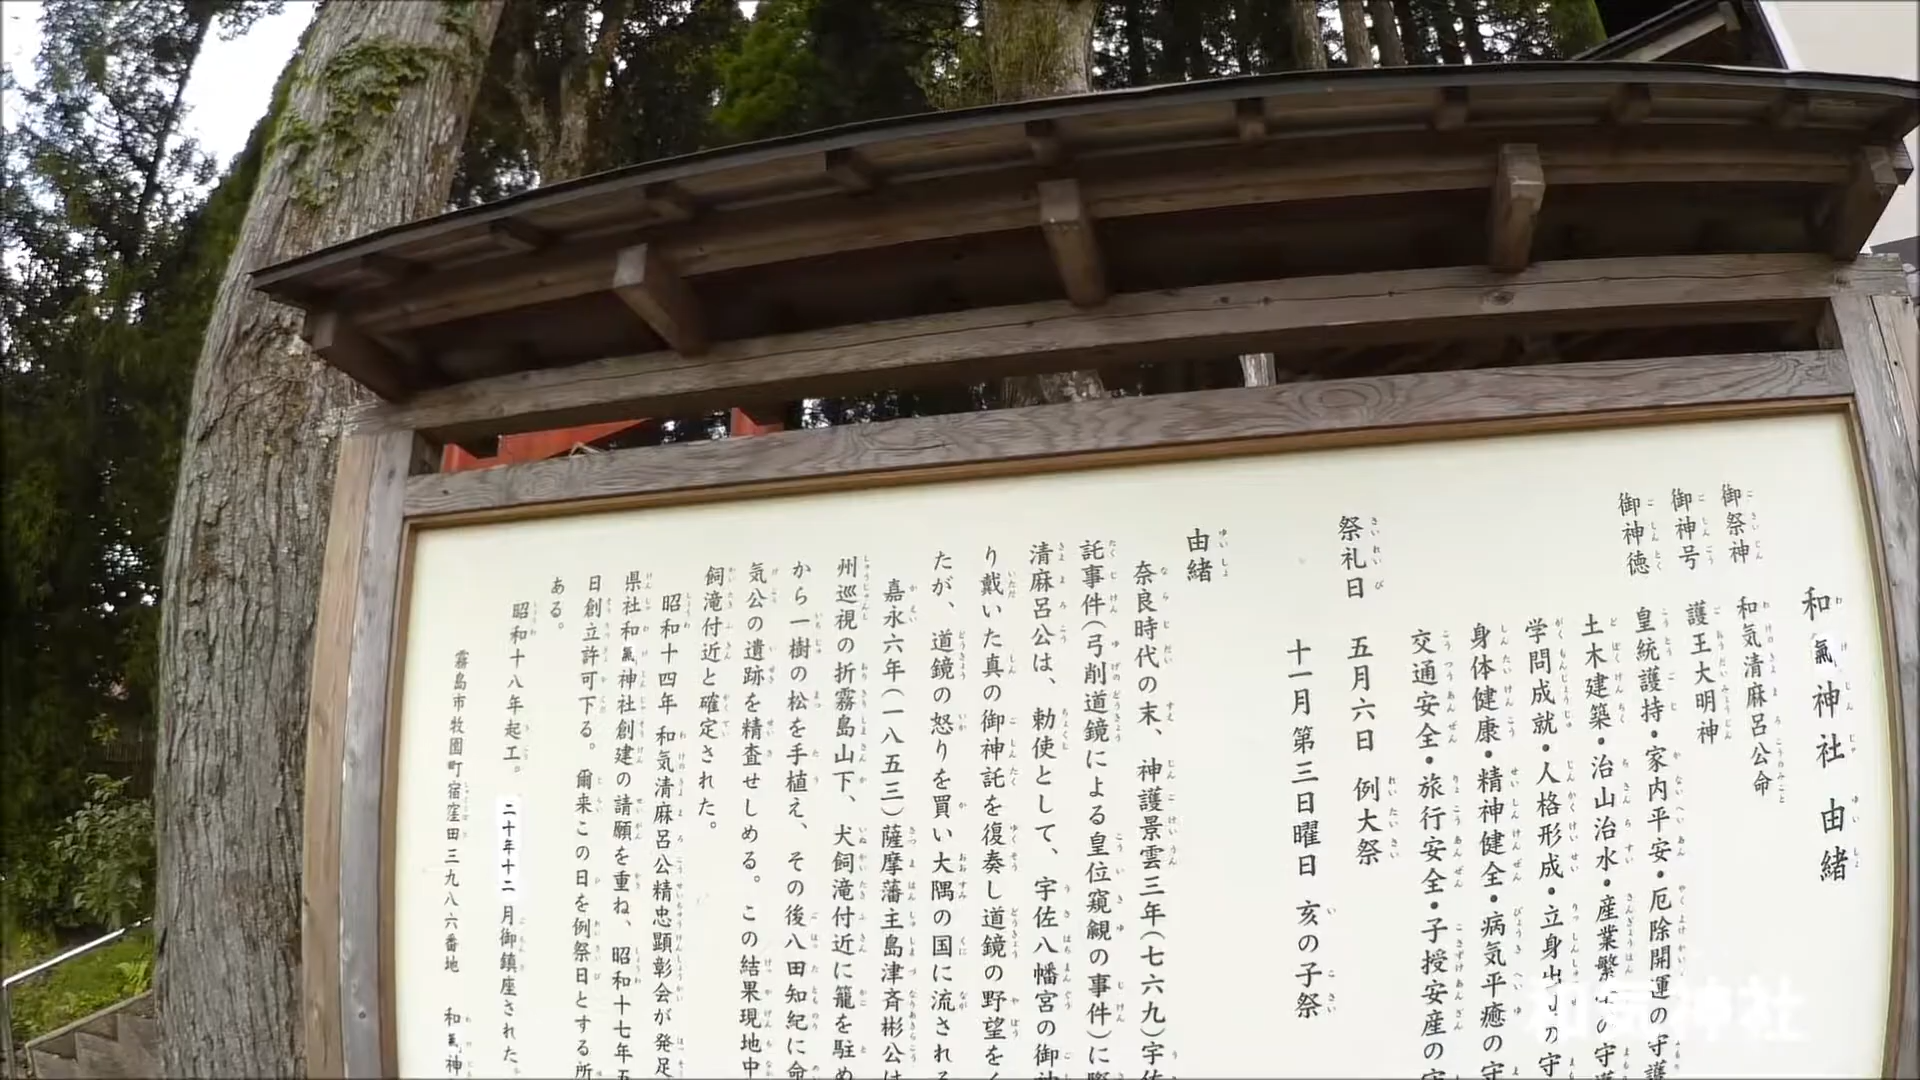 和氣神社 由緒
御祭神 和気清麻呂公命
御神号 護王大明神
御神徳 皇統護持・家内平安・厄除開運の守護
土木建築・治山治水・産業繁
学問成就・人格形成・立身出
身体健康・精神健全・病気平癒の守
交通安全・旅行安全・子授安産の守
祭礼日 五月六日 例大祭
十一月第三日曜日 亥の子祭
由緒
奈良時代の末、神護景雲三年(七六九)宇佐
託事件(弓削道鏡による皇位窺覦の事件)に際
清麻呂公は、勅使として、宇佐八幡宮の御神
り戴いた真の御神託を復奏し道鏡の野望をく
たが、道鏡の怒りを買い大隅の国に流される
嘉永六年(一八五三)薩摩藩主島津斉彬公は
州巡視の折霧島山下、犬飼滝付近に籠を駐め
から一樹の松を手植え、その後八田知紀に命
気公の遺跡を精査せしめる。この結果現地中
飼滝付近と確定された。
昭和十四年 和気清麻呂公精忠顕彰会が発足
県社和氣神社創建の請願を重ね、昭和十七年五
日創立許可下る。爾来この日を例祭日とする所
ある。
昭和十八年起工。二十年十二月御鎮座された
霧島市牧園町宿窪田三九八六番地 和氣神
和気神社